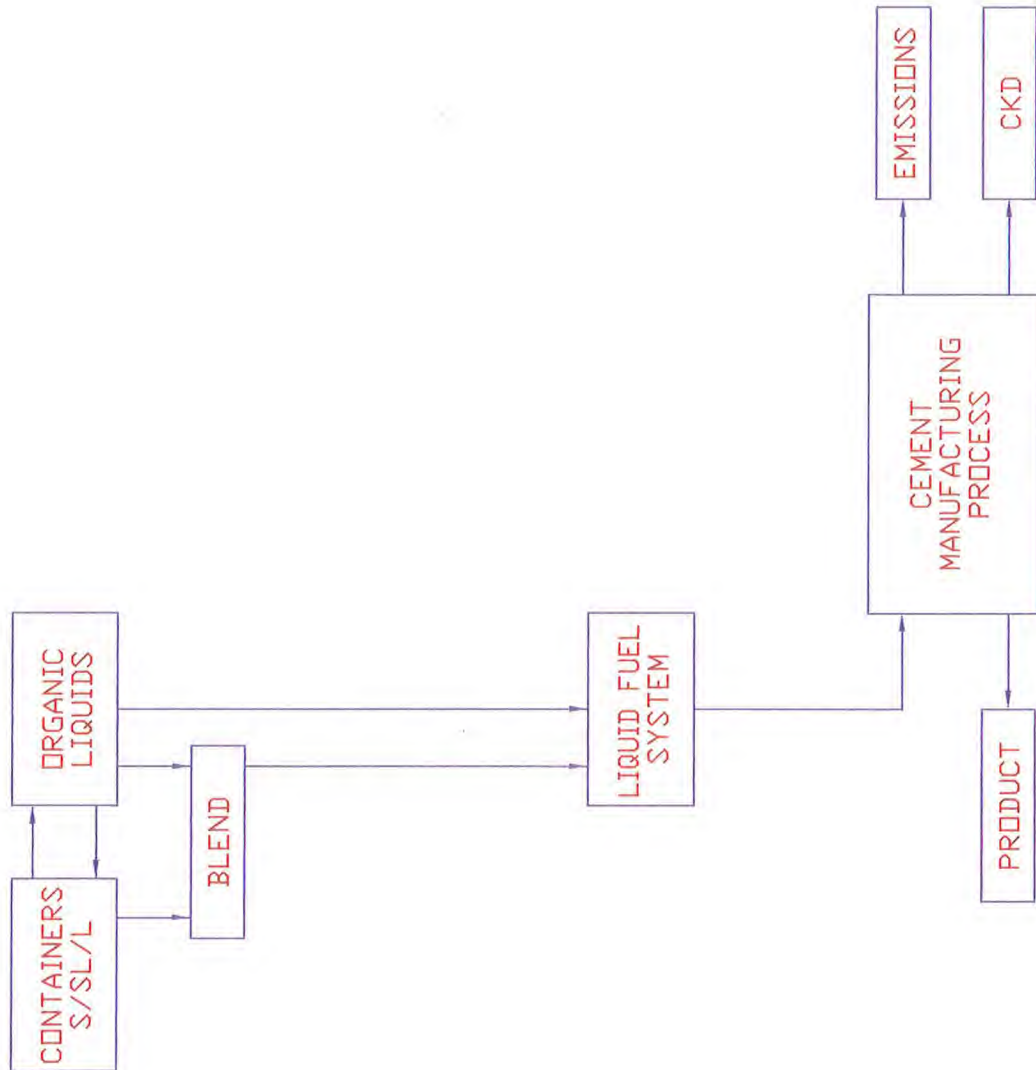 CONTAINERS
S/SL/L
ORGANIC
LIQUIDS
BLEND
LIQUID FUEL
SYSTEM
CEMENT
MANUFACTURING
PROCESS
PRODUCT
EMISSIONS
CKD